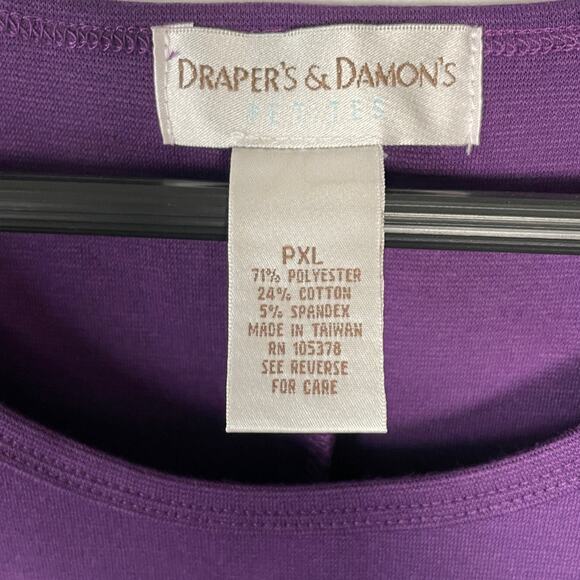 DRAPER'S & DAMON'S
PETITES
PXL
71% POLYESTER
24% COTTON
5% SPANDEX
MADE IN TAIWAN
RN 105378
SEE REVERSE
FOR CARE